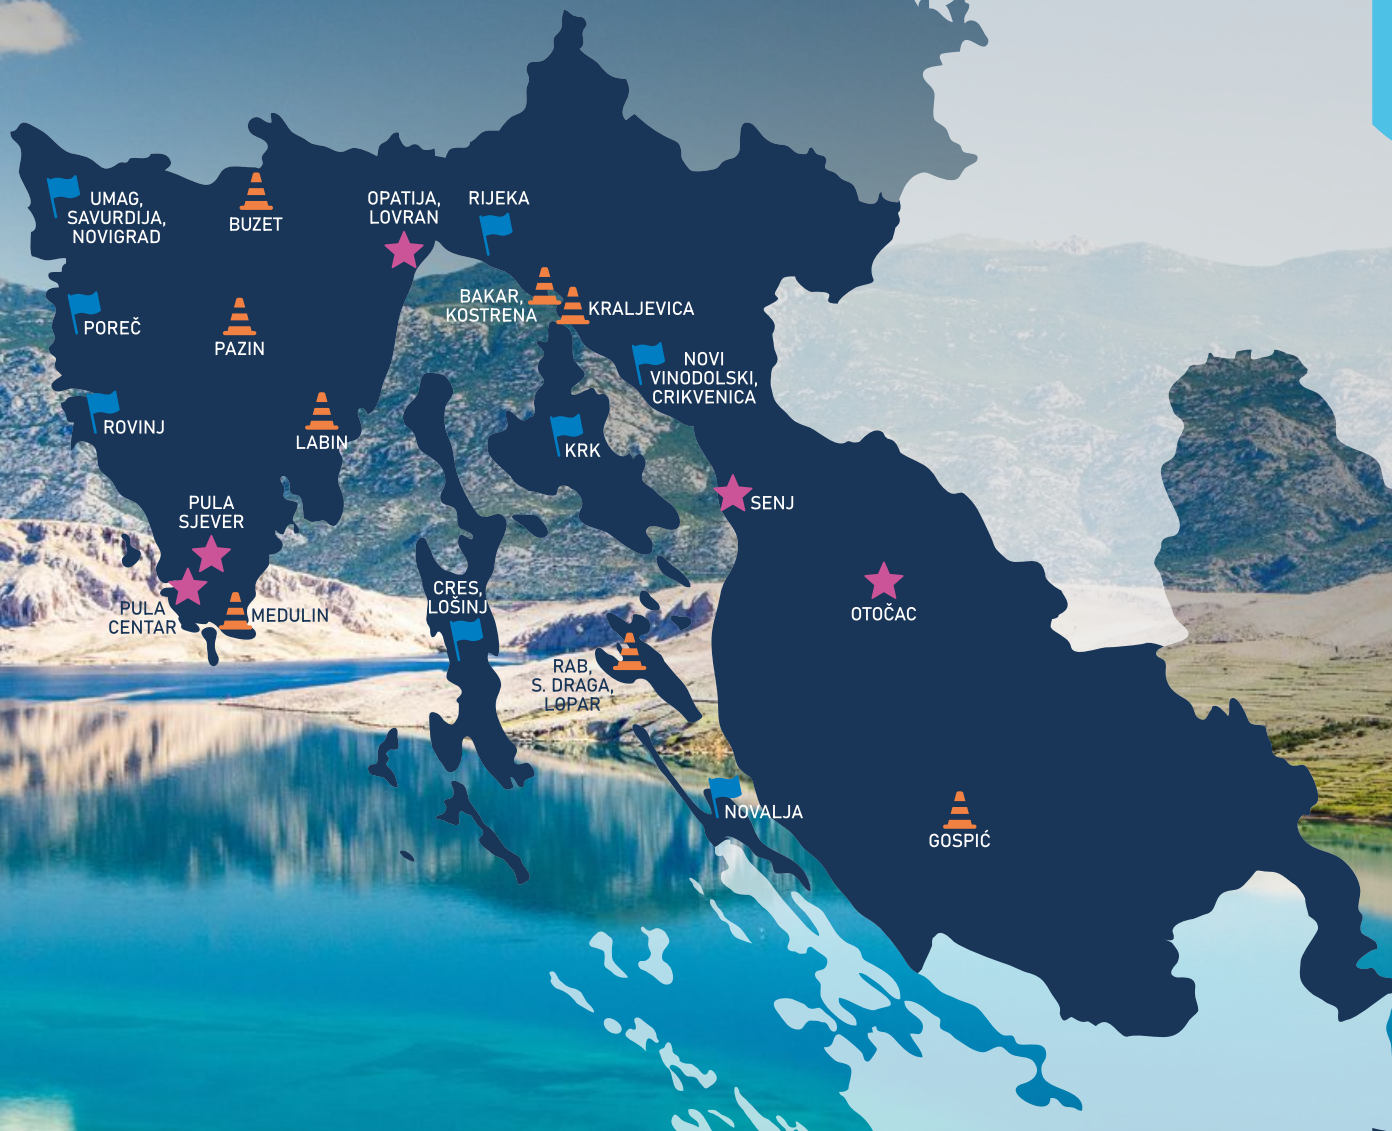 UMAG,
SAVURDIJA,
NOVIGRAD
BUZET
OPATIJA,
LOVRAN
RIJEKA
BAKAR,
KOSTRENA
KRALJEVICA
POREČ
PAZIN
NOVI
VINODOLSKI,
CRIKVENICA
ROVINJ
LABIN
KRK
PULA
SJEVER
SENJ
PULA
CENTAR
MEDULIN
CRES,
LOŠINJ
OTOČAC
RAB,
S. DRAGA,
LOPAR
NOVALJA
GOSPIĆ